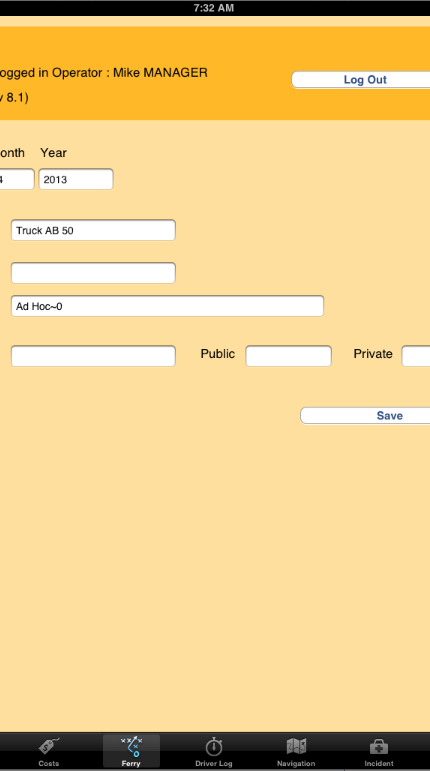 7:32 AM
ogged in Operator : Mike MANAGER
Log Out
8.1)
onth Year
4 2013
Truck AB 50
Ad Hoc~0
Public Private
Save
Costs Ferry Driver Log Navigation Incident